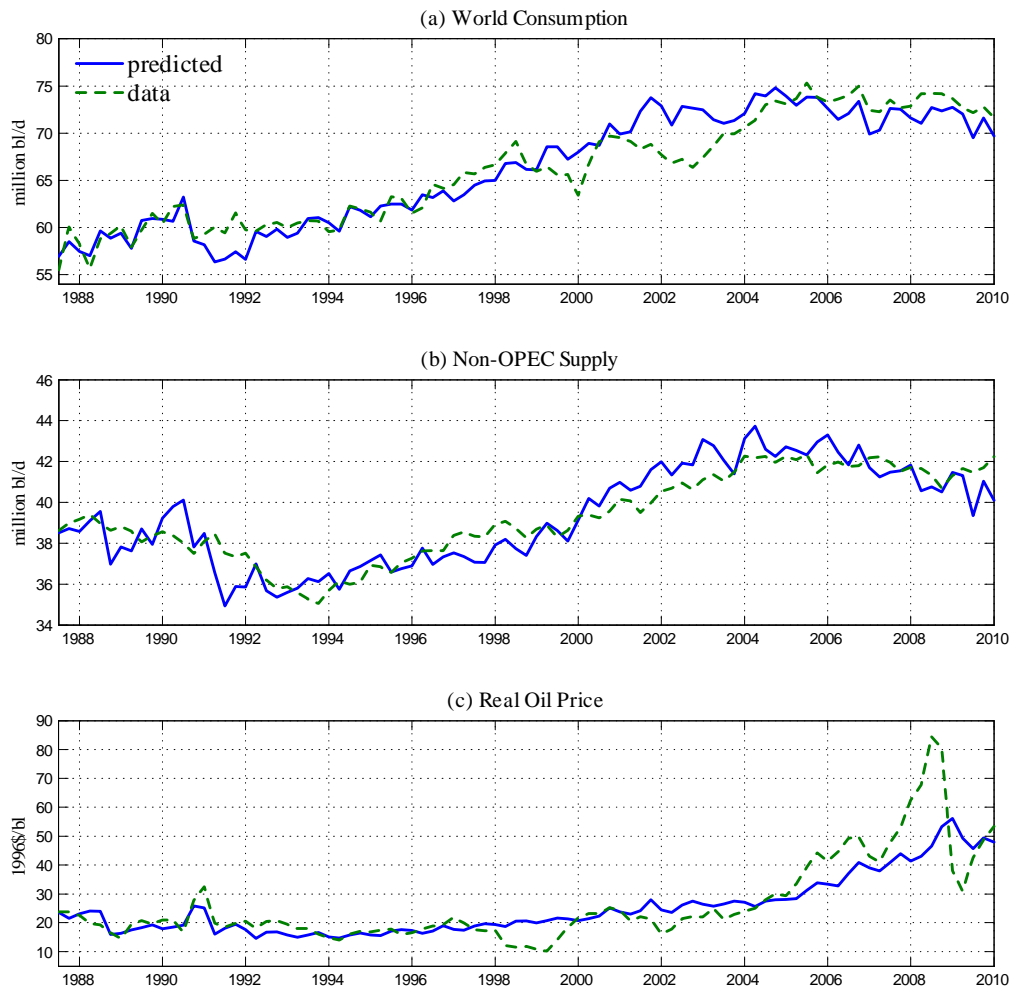 (a) World Consumption
80
75
70
65
60
55
million bl/d
predicted
data
1988 1990 1992 1994 1996 1998 2000 2002 2004 2006 2008 2010
(b) Non-OPEC Supply
46
44
42
40
38
36
34
million bl/d
1988 1990 1992 1994 1996 1998 2000 2002 2004 2006 2008 2010
(c) Real Oil Price
90
80
70
60
50
40
30
20
10
1996$/bl
1988 1990 1992 1994 1996 1998 2000 2002 2004 2006 2008 2010